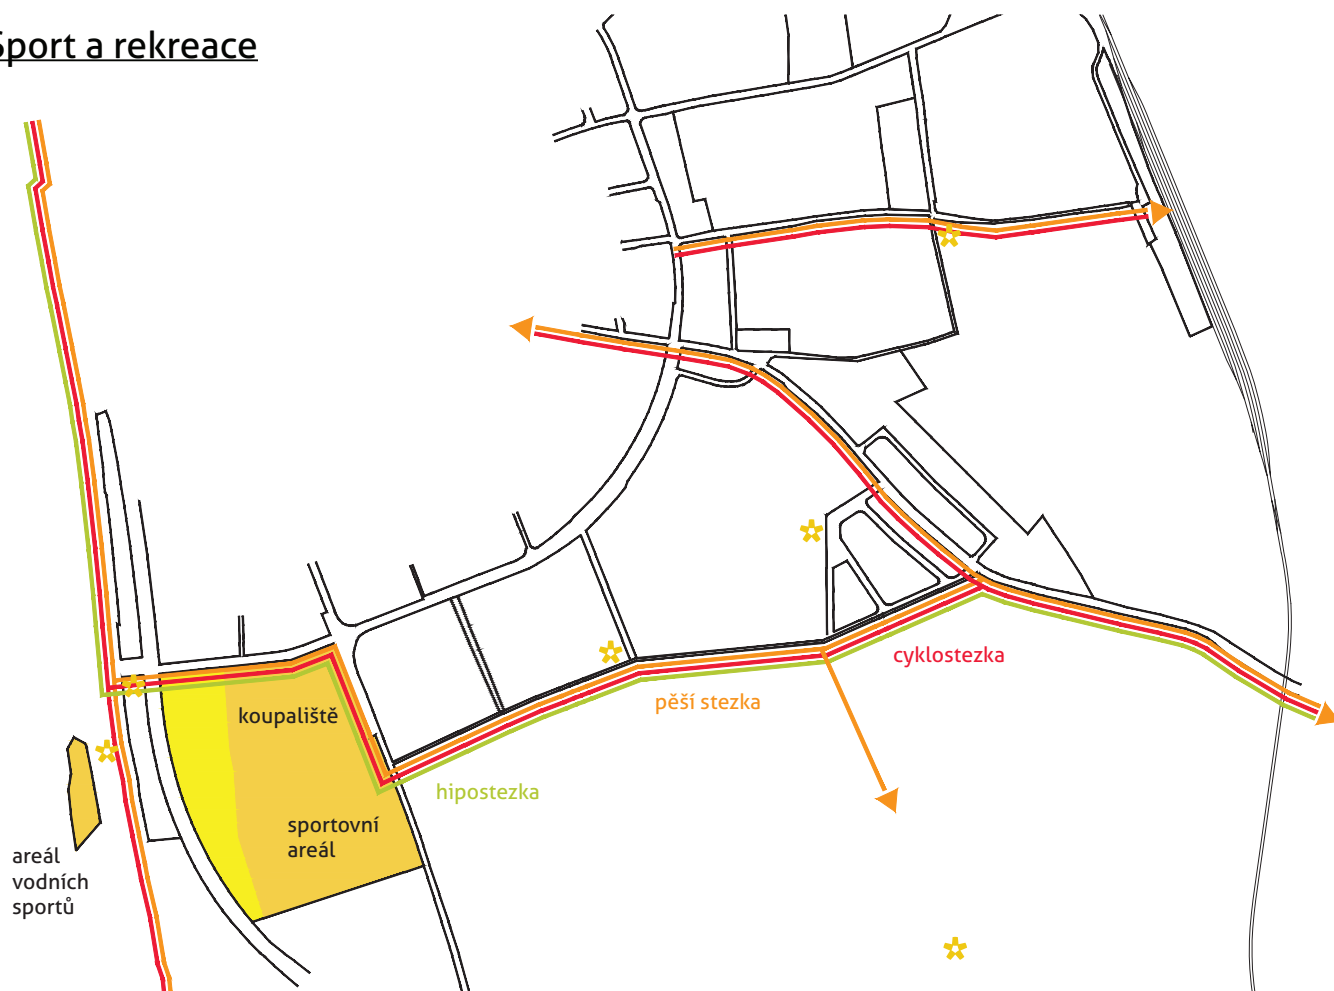 Sport a rekreace
cyklostezka
pěší stezka
koupaliště
hipostezka
sportovní
areál
areál
vodních
sportů